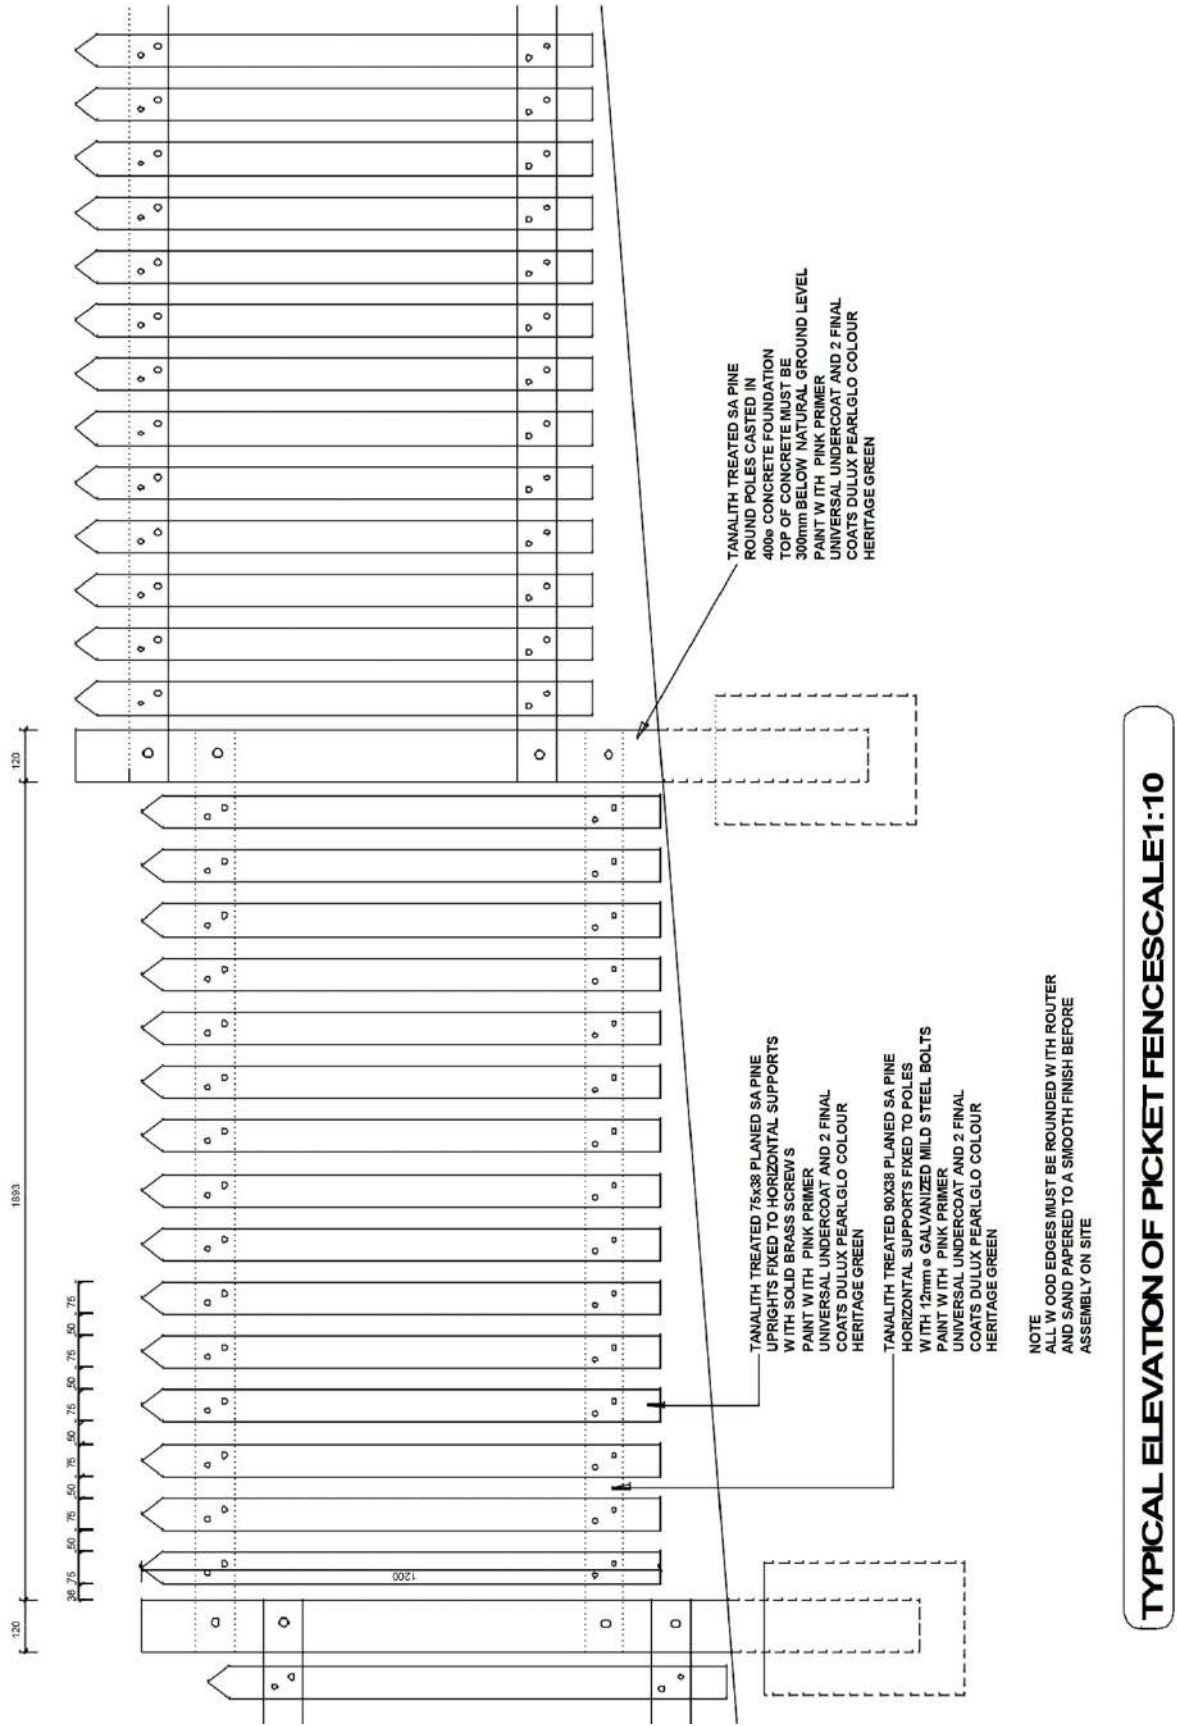 120
1893
120
36
75
50
75
50
75
50
75
50
75
50
75
1200
TANALITH TREATED SA PINE
ROUND POLES CASTED IN
400ø CONCRETE FOUNDATION
TOP OF CONCRETE MUST BE
300mm BELOW NATURAL GROUND LEVEL
PAINT WITH PINK PRIMER
UNIVERSAL UNDERCOAT AND 2 FINAL
COATS DULUX PEARLGLO COLOUR
HERITAGE GREEN
TANALITH TREATED 75x38 PLANED SA PINE
UPRIGHTS FIXED TO HORIZONTAL SUPPORTS
WITH SOLID BRASS SCREWS
PAINT WITH PINK PRIMER
UNIVERSAL UNDERCOAT AND 2 FINAL
COATS DULUX PEARLGLO COLOUR
HERITAGE GREEN
TANALITH TREATED 90X38 PLANED SA PINE
HORIZONTAL SUPPORTS FIXED TO POLES
WITH 12mm ø GALVANIZED MILD STEEL BOLTS
PAINT WITH PINK PRIMER
UNIVERSAL UNDERCOAT AND 2 FINAL
COATS DULUX PEARLGLO COLOUR
HERITAGE GREEN
NOTE
ALL WOOD EDGES MUST BE ROUNDED WITH ROUTER
AND SAND PAPERED TO A SMOOTH FINISH BEFORE
ASSEMBLY ON SITE
TYPICAL ELEVATION OF PICKET FENCESCALE1:10